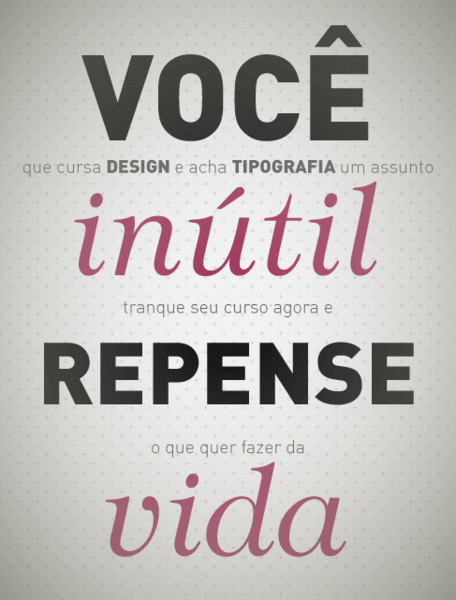 VOCÊ
que cursa DESIGN e acha TIPOGRAFIA um assunto
inútil
tranque seu curso agora e
REPENSE
o que quer fazer da
vida